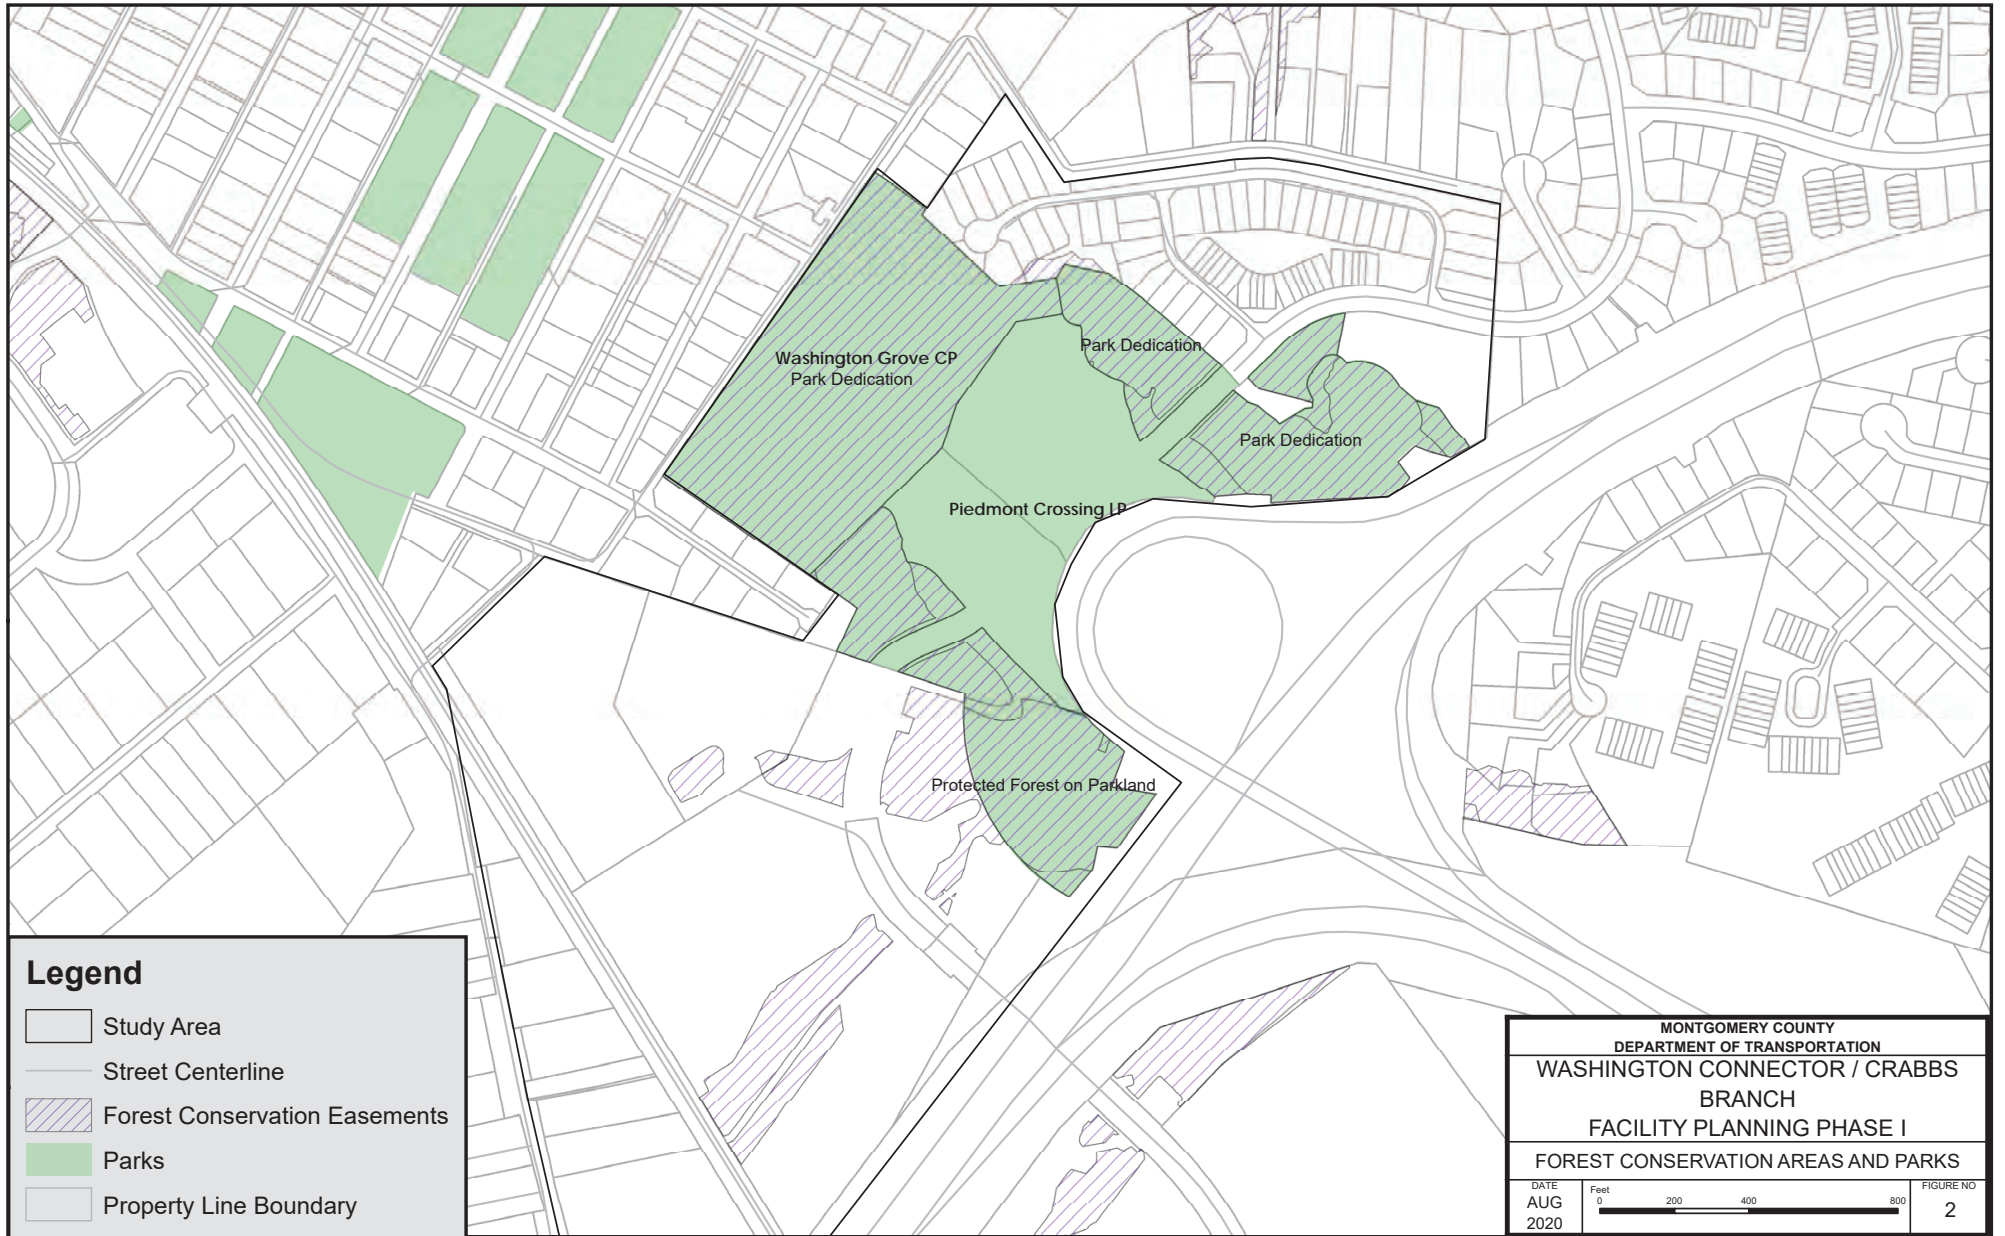 Washington Grove CP
Park Dedication
Park Dedication
Park Dedication
Piedmont Crossing LP
Protected Forest on Parkland
Legend
Study Area
Street Centerline
Forest Conservation Easements
Parks
Property Line Boundary
MONTGOMERY COUNTY
DEPARTMENT OF TRANSPORTATION
WASHINGTON CONNECTOR / CRABBS
BRANCH
FACILITY PLANNING PHASE I
FOREST CONSERVATION AREAS AND PARKS
DATE
AUG
2020
Feet
0 200 400 800
FIGURE NO
2